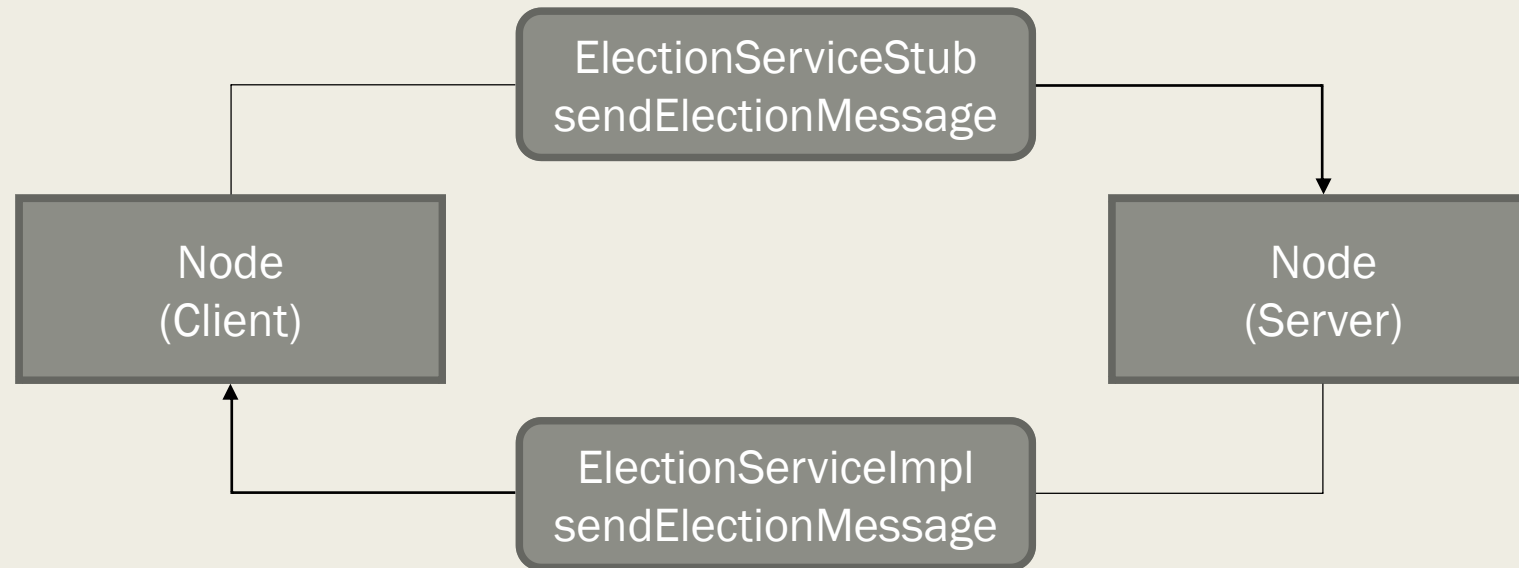 ElectionServiceStub
sendElectionMessage
Node
(Client)
Node
(Server)
ElectionServiceImpl
sendElectionMessage